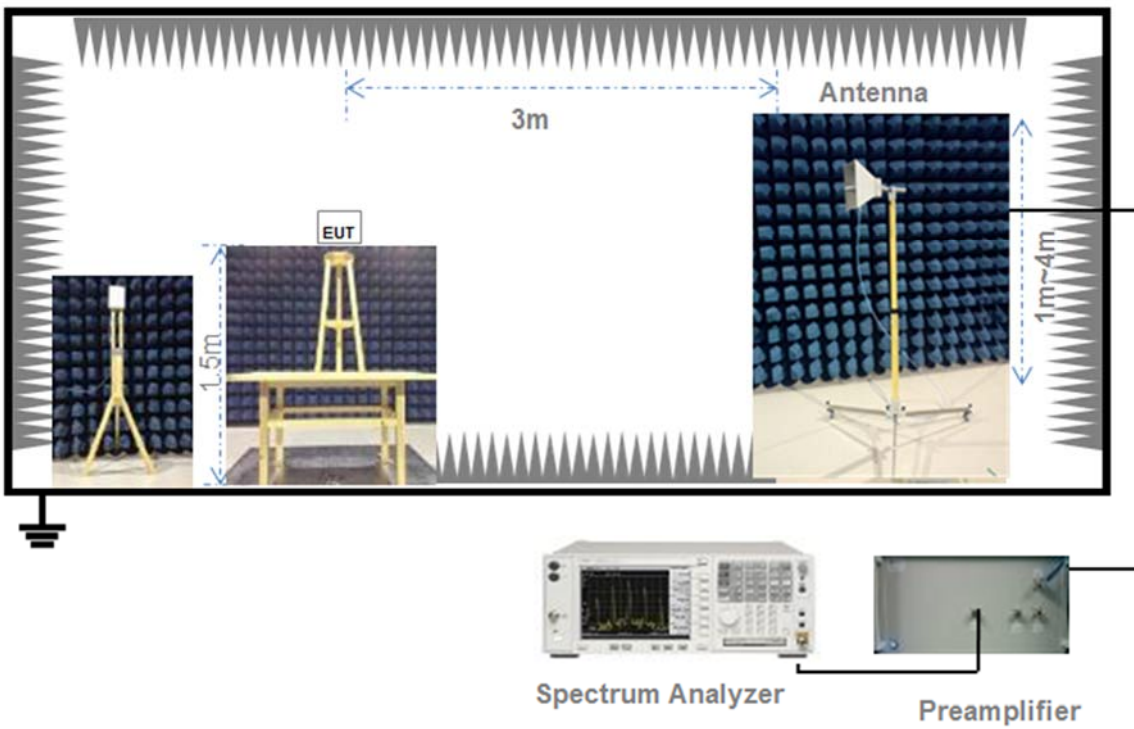 Antenna
3m
EUT
1.5m
1m~4m
Spectrum Analyzer
Preamplifier